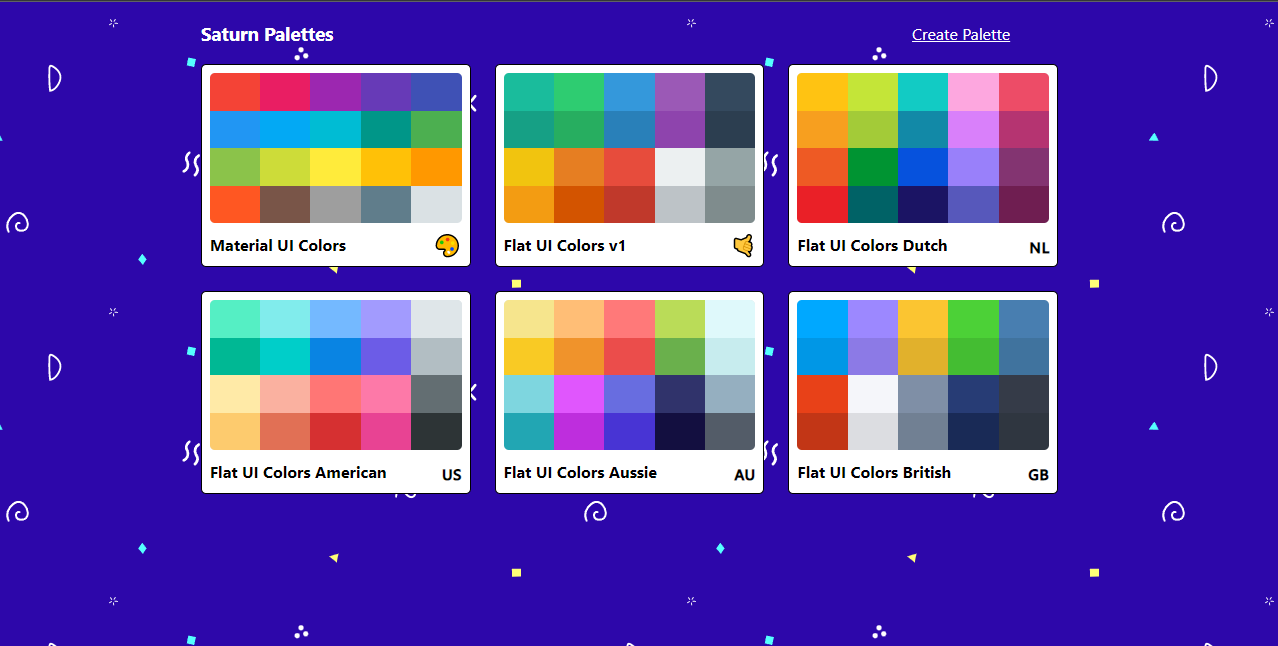 Saturn Palettes
Create Palette
Material UI Colors 🎨
Flat UI Colors v1 🤙
Flat UI Colors Dutch NL
Flat UI Colors American US
Flat UI Colors Aussie AU
Flat UI Colors British GB